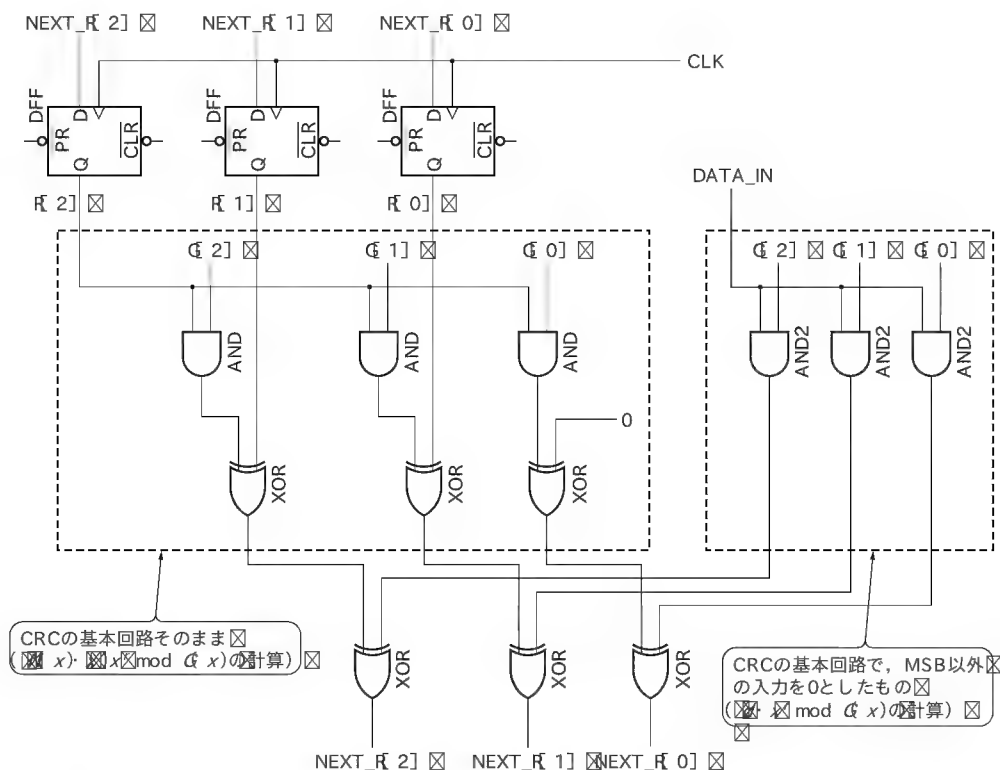 NEXT_R[2] NEXT_R[1] NEXT_R[0]
CLK
DFF DFF DFF
PR D Q CLR PR D Q CLR PR D Q CLR
DATA_IN
R[2] R[1] R[0]
G[2] G[1] G[0] G[2] G[1] G[0]
AND AND AND AND2 AND2 AND2
0
XOR XOR XOR
CRCの基本回路そのまま
x)· x mod G(x)の計算)
XOR XOR XOR
CRCの基本回路で，MSB以外
の入力を0としたもの
mod G(x)の計算)
NEXT_R[2] NEXT_R[1] NEXT_R[0]